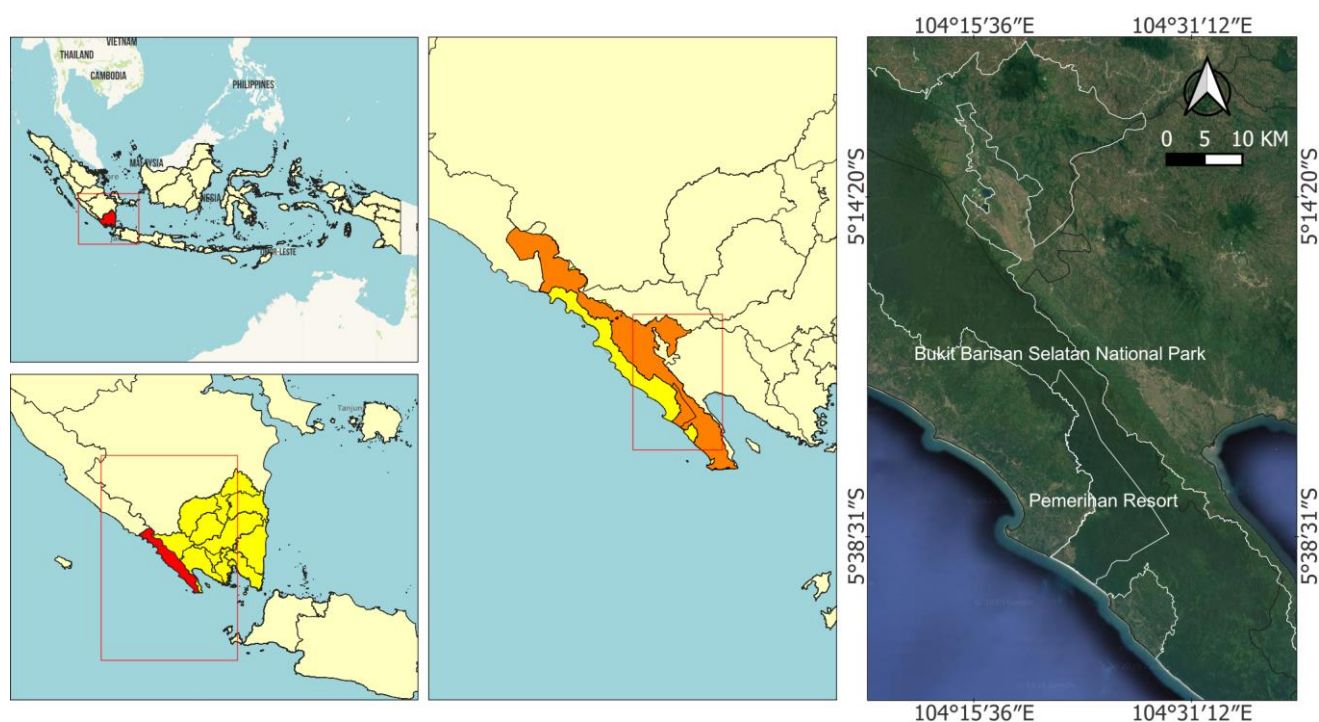 VIETNAM
THAILAND
CAMBODIA
PHILIPPINES
MALAYSIA
NESIA
Tanjun
104°15′36″E
104°31′12″E
0 5 10 KM
5°14′20″S
5°14′20″S
Bukit Barisan Selatan National Park
Pemerihan Resort
5°38′31″S
5°38′31″S
104°15′36″E
104°31′12″E